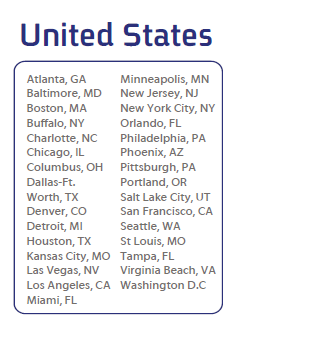 United States
Atlanta, GA
Baltimore, MD
Boston, MA
Buffalo, NY
Charlotte, NC
Chicago, IL
Columbus, OH
Dallas-Ft.
Worth, TX
Denver, CO
Detroit, MI
Houston, TX
Kansas City, MO
Las Vegas, NV
Los Angeles, CA
Miami, FL
Minneapolis, MN
New Jersey, NJ
New York City, NY
Orlando, FL
Philadelphia, PA
Phoenix, AZ
Pittsburgh, PA
Portland, OR
Salt Lake City, UT
San Francisco, CA
Seattle, WA
St Louis, MO
Tampa, FL
Virginia Beach, VA
Washington D.C